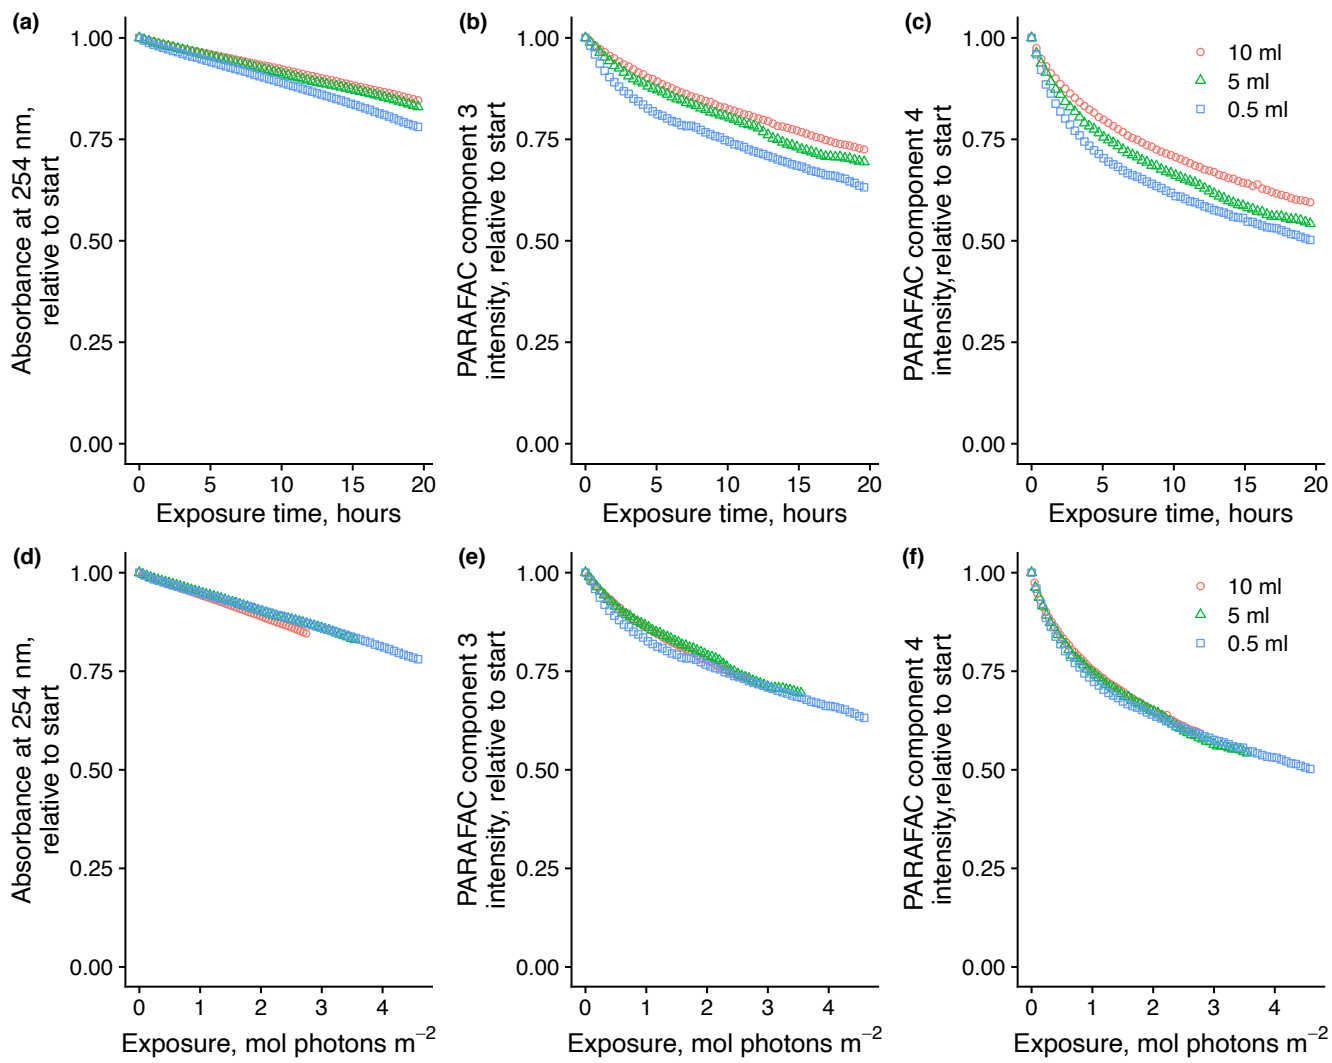 (a)
Absorbance at 254 nm,
relative to start
1.00
0.75
0.50
0.25
0.00
0 5 10 15 20
Exposure time, hours
(b)
PARAFAC component 3
intensity, relative to start
1.00
0.75
0.50
0.25
0.00
0 5 10 15 20
Exposure time, hours
(c)
PARAFAC component 4
intensity,relative to start
1.00
0.75
0.50
0.25
0.00
0 5 10 15 20
Exposure time, hours
10 ml
5 ml
0.5 ml
(d)
Absorbance at 254 nm,
relative to start
1.00
0.75
0.50
0.25
0.00
0 1 2 3 4
Exposure, mol photons m⁻²
(e)
PARAFAC component 3
intensity, relative to start
1.00
0.75
0.50
0.25
0.00
0 1 2 3 4
Exposure, mol photons m⁻²
(f)
PARAFAC component 4
intensity,relative to start
1.00
0.75
0.50
0.25
0.00
0 1 2 3 4
Exposure, mol photons m⁻²
10 ml
5 ml
0.5 ml